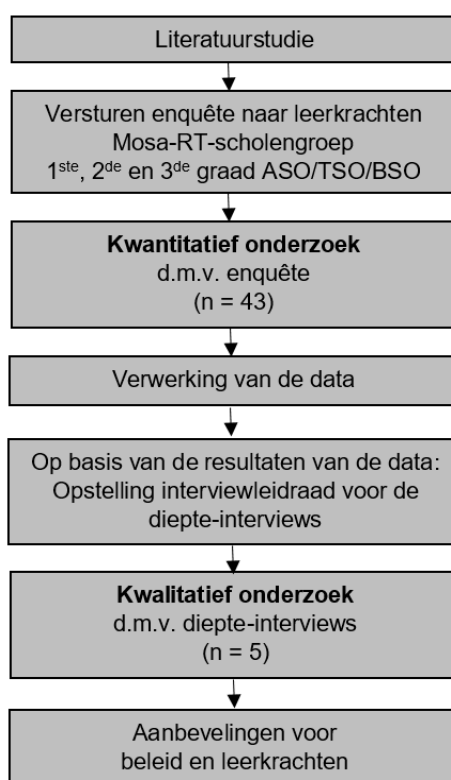 Literatuurstudie
Versturen enquête naar leerkrachten
Mosa-RT-scholengroep
1ste, 2de en 3de graad ASO/TSO/BSO
Kwantitatief onderzoek
d.m.v. enquête
(n = 43)
Verwerking van de data
Op basis van de resultaten van de data:
Opstelling interviewleidraad voor de
diepte-interviews
Kwalitatief onderzoek
d.m.v. diepte-interviews
(n = 5)
Aanbevelingen voor
beleid en leerkrachten